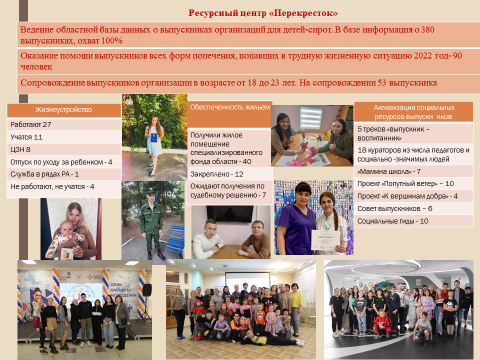 Ресурсный центр «Перекресток»
Ведение областной базы данных о выпускниках организаций для детей-сирот. В базе информация о 380
выпускниках, охват 100%
Оказание помощи выпускников всех форм попечения, попавших в трудную жизненную ситуацию 2022 год- 90
человек
Сопровождение выпускников организации в возрасте от 18 до 23 лет. На сопровождении 53 выпускника
Жизнеустройство
Работают 27
Учатся 11
ЦЗН 8
Отпуск по уходу за ребенком - 4
Служба в рядах РА - 1
Не работают, не учатся - 4
Обеспеченность жильем
Получили жилое
помещение
специализированного
фонда области - 40
Закреплено - 12
Ожидают получения по
судебному решению - 7
Активизация социальных
ресурсов выпускников
5 треков «выпускник –
воспитанник»
18 кураторов из числа педагогов и
социально -значимых людей
«Мамина школа» - 7
Проект «Попутный ветер» – 10
Проект «К вершинам добра» - 4
Совет выпускников – 6
Социальные гиды - 10